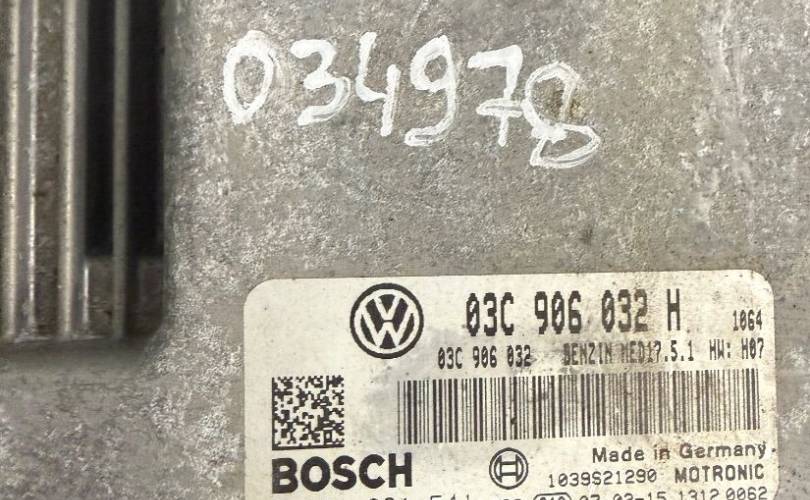 034978
03C 906 032 H 1064
03C 906 032 BENZIN MED17.5.1 HW: H07
Made in Germany
BOSCH 1039S21290 MOTRONIC